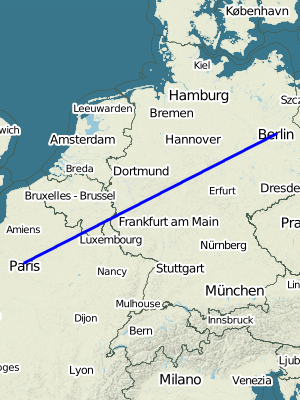 København
Kiel
Hamburg
Leeuwarden
Szcz
Bremen
wich
Amsterdam
Hannover
Berlin
Breda
Dortmund
Bruxelles - Brussel
Erfurt
Dresde
Amiens
Frankfurt am Main
Pra
Luxembourg
Nürnberg
Paris
Nancy
Stuttgart
Lin
München
Mulhouse
Dijon
Innsbruck
Bern
Ljub
oges
Lyon
Milano
Venezia